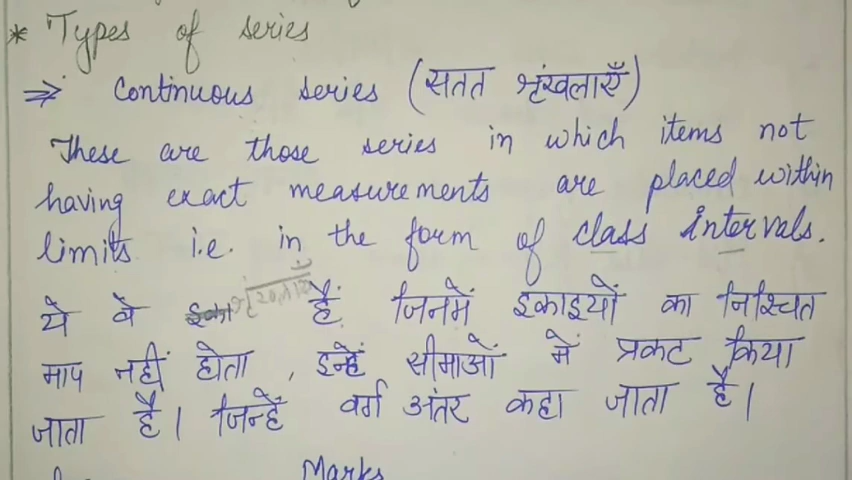 * Types of series
⇒ Continuous series (सतत श्रृंखलाएँ)
These are those series in which items not
having exact measurements are placed within
limits i.e. in the form of class intervals.
ये वे हैं जिनमें इकाइयों का निश्चित
माप नहीं होता , इन्हें सीमाओं में प्रकट किया
जाता है। जिन्हें वर्ग अंतर कहा जाता है।
Marks